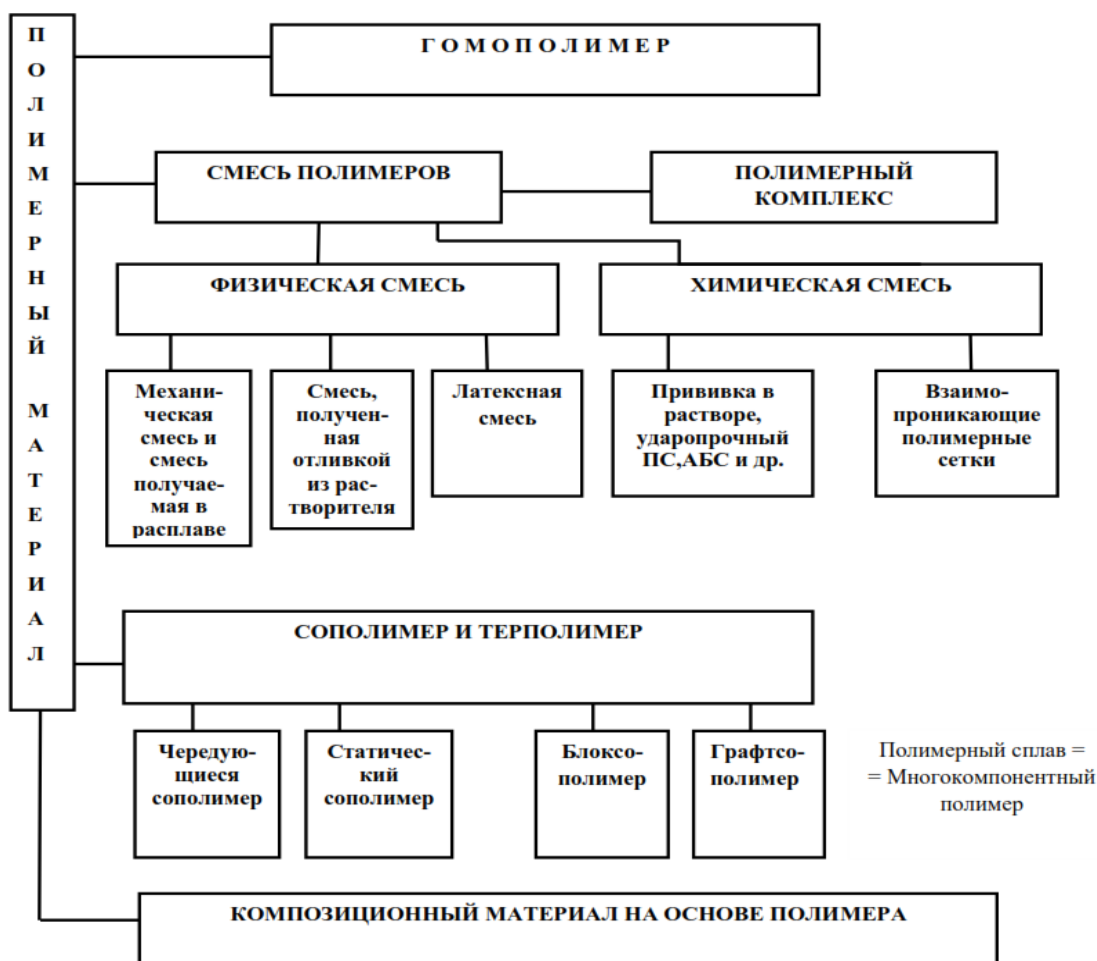 ПОЛИМЕРНЫЙ МАТЕРИАЛ
Г О М О П О Л И М Е Р
СМЕСЬ ПОЛИМЕРОВ
ПОЛИМЕРНЫЙ
КОМПЛЕКС
ФИЗИЧЕСКАЯ СМЕСЬ
ХИМИЧЕСКАЯ СМЕСЬ
Механи-
ческая
смесь и
смесь
получае-
мая в
расплаве
Смесь,
получен-
ная
отливкой
из рас-
творителя
Латексная
смесь
Прививка в
растворе,
ударопрочный
ПС,АБС и др.
Взаимо-
проникающие
полимерные
сетки
СОПОЛИМЕР И ТЕРПОЛИМЕР
Чередую-
щиеся
сополимер
Статичес-
кий
сополимер
Блоксо-
полимер
Графтсо-
полимер
Полимерный сплав =
= Многокомпонентный
полимер
КОМПОЗИЦИОННЫЙ МАТЕРИАЛ НА ОСНОВЕ ПОЛИМЕРА